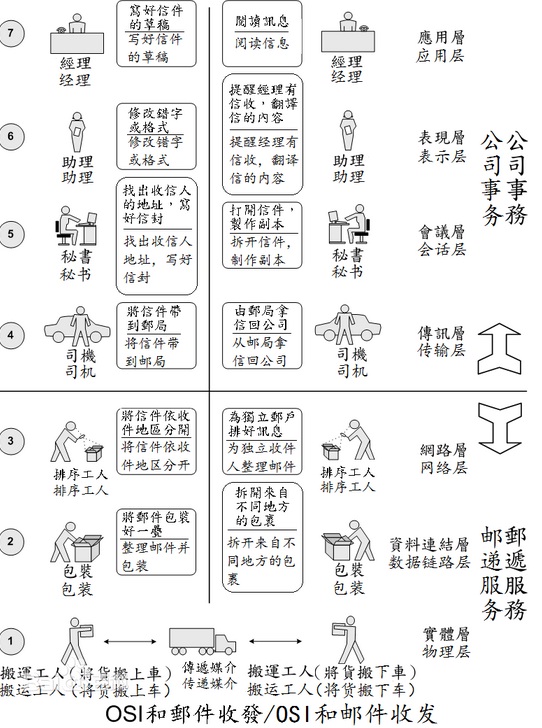 7
經理
经理
寫好信件
的草稿
写好信件
的草稿
閱讀訊息
阅读信息
經理
经理
應用層
应用层
6
助理
助理
修改錯字
或格式
修改错字
或格式
提醒經理有
信收，翻譯
信的內容
提醒经理有
信收，翻译
信的内容
助理
助理
表現層
表示层
公司事務
公司事务
5
秘書
秘书
找出收信人
的地址，寫
好信封
找出收信人
地址，写好
信封
打開信件，
製作副本
拆开信件，
制作副本
秘書
秘书
會議層
会话层
4
司機
司机
將信件帶
到郵局
将信件带
到邮局
由郵局拿
信回公司
从邮局拿
信回公司
司機
司机
傳訊層
传输层
3
排序工人
排序工人
將信件依收
件地區分開
将信件依收
件地区分开
為獨立郵戶
排好訊息
为独立收件
人整理邮件
排序工人
排序工人
網路層
网络层
2
包裝
包装
將郵件包裝
好一疊
整理邮件并
包装
拆開來自
不同地方
的包裹
拆开来自不
同地方的包
裹
包裝
包装
資料連結層
数据链路层
郵遞服務
邮递服务
1
搬運工人(將貨搬上車)
搬运工人(将货搬上车)
傳遞媒介
传递媒介
搬運工人(將貨搬下車)
搬运工人(将货搬下车)
實體層
物理层
OSI和郵件收發/OSI和邮件收发